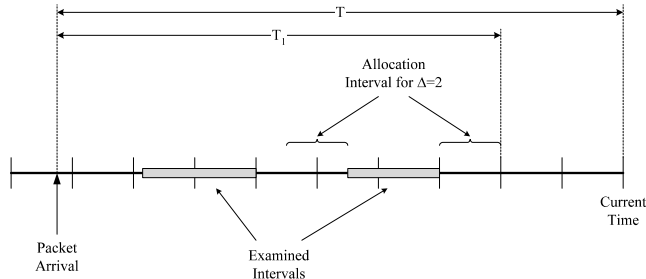 T
T1
Allocation
Interval for Δ=2
Current
Time
Packet
Arrival
Examined
Intervals